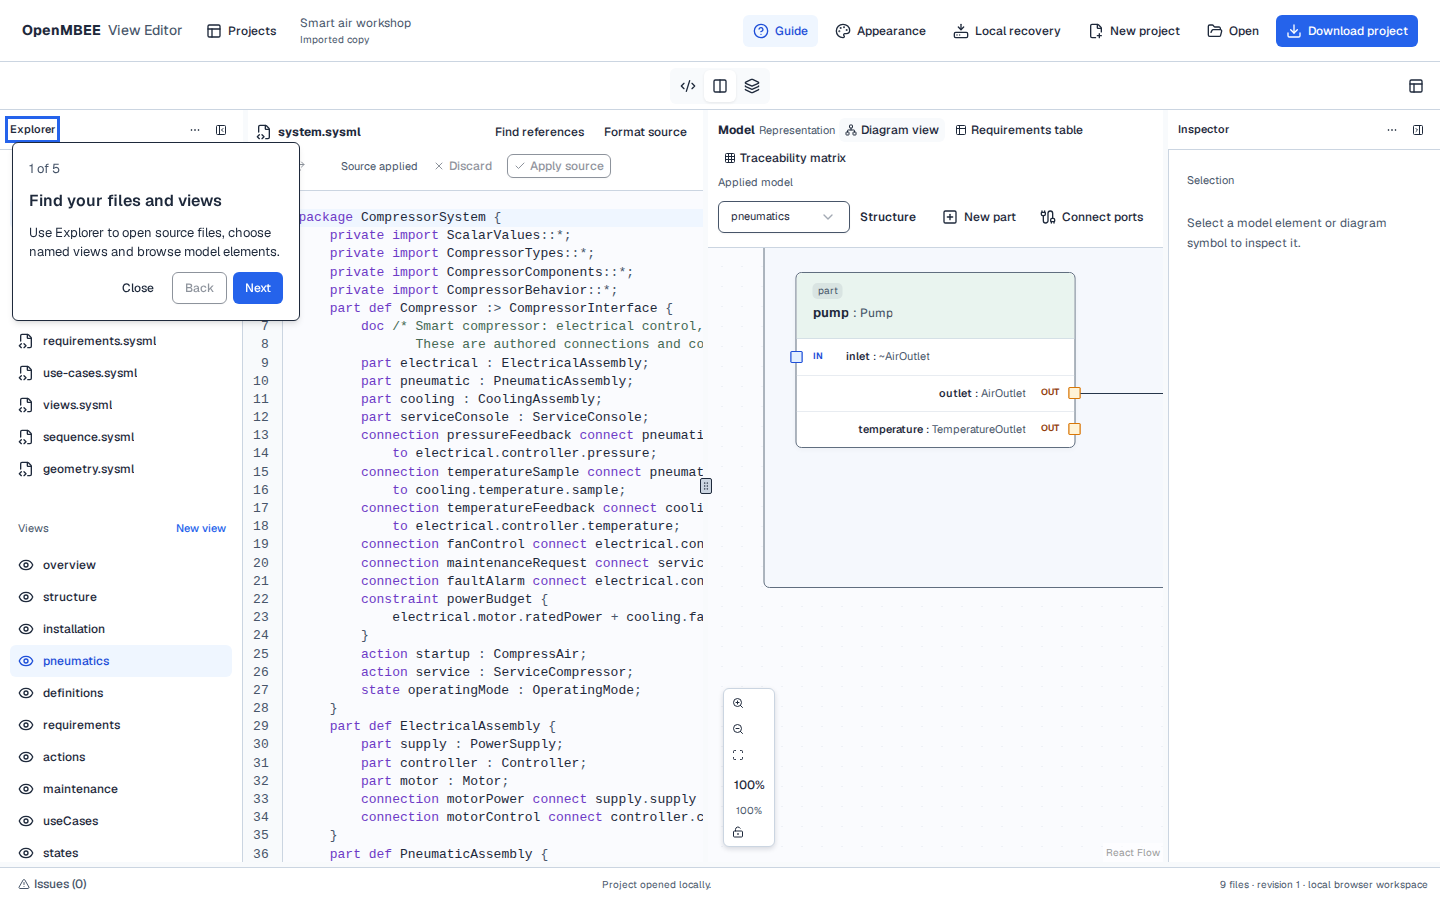 OpenMBEE View Editor
Projects
Smart air workshop
Imported copy
Guide
Appearance
Local recovery
New project
Open
Download project
Explorer
1 of 5
Find your files and views
Use Explorer to open source files, choose
named views and browse model elements.
Close
Back
Next
requirements.sysml
use-cases.sysml
views.sysml
sequence.sysml
geometry.sysml
Views
New view
overview
structure
installation
pneumatics
definitions
requirements
actions
maintenance
useCases
states
system.sysml
Find references
Format source
Source applied
Discard
Apply source
package CompressorSystem {
private import ScalarValues::*;
private import CompressorTypes::*;
private import CompressorComponents::*;
private import CompressorBehavior::*;
part def Compressor :> CompressorInterface {
7 doc /* Smart compressor: electrical control,
8 These are authored connections and co
9 part electrical : ElectricalAssembly;
10 part pneumatic : PneumaticAssembly;
11 part cooling : CoolingAssembly;
12 part serviceConsole : ServiceConsole;
13 connection pressureFeedback connect pneumati
14 to electrical.controller.pressure;
15 connection temperatureSample connect pneumat
16 to cooling.temperature.sample;
17 connection temperatureFeedback connect cooli
18 to electrical.controller.temperature;
19 connection fanControl connect electrical.con
20 connection maintenanceRequest connect servic
21 connection faultAlarm connect electrical.con
22 constraint powerBudget {
23 electrical.motor.ratedPower + cooling.fa
24 }
25 action startup : CompressAir;
26 action service : ServiceCompressor;
27 state operatingMode : OperatingMode;
28 }
29 part def ElectricalAssembly {
30 part supply : PowerSupply;
31 part controller : Controller;
32 part motor : Motor;
33 connection motorPower connect supply.supply
34 connection motorControl connect controller.c
35 }
36 part def PneumaticAssembly {
Model Representation
Diagram view
Requirements table
Traceability matrix
Applied model
pneumatics
Structure
New part
Connect ports
part
pump : Pump
IN inlet : ~AirOutlet
outlet : AirOutlet OUT
temperature : TemperatureOutlet OUT
100%
100%
React Flow
Inspector
Selection
Select a model element or diagram
symbol to inspect it.
Issues (0)
Project opened locally.
9 files · revision 1 · local browser workspace